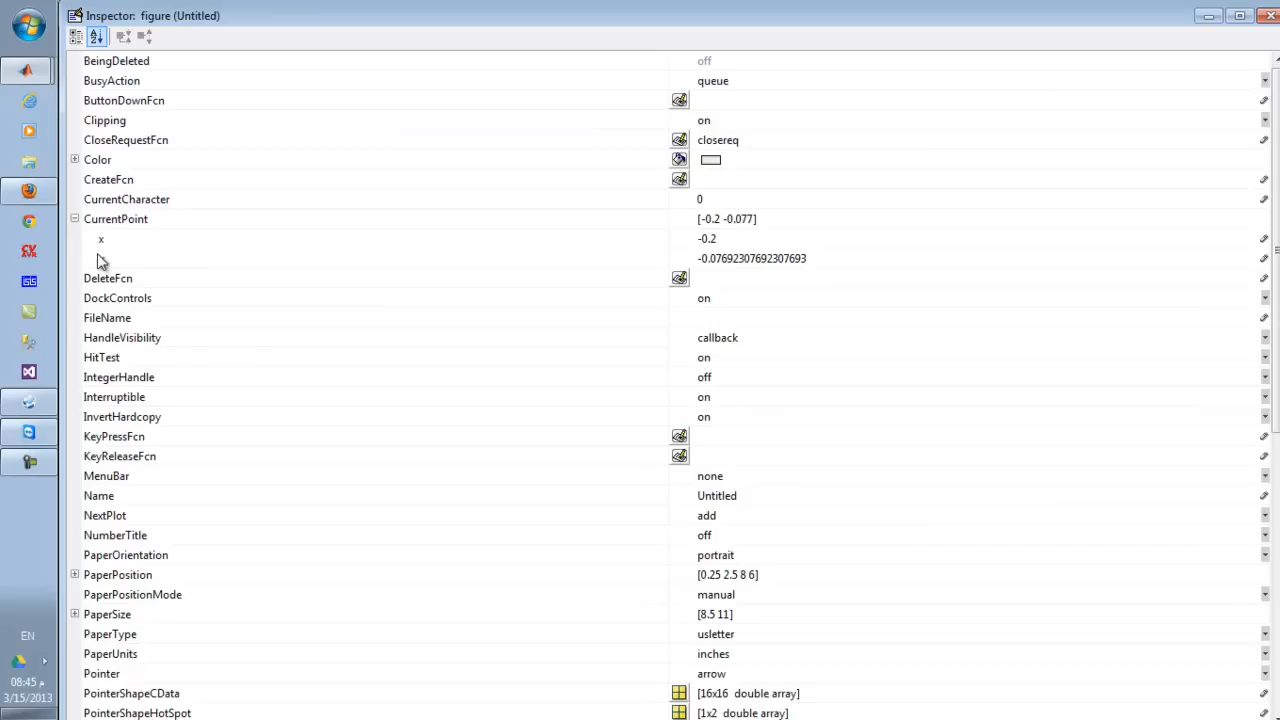 Inspector: figure (Untitled)
BeingDeleted off
BusyAction queue
ButtonDownFcn
Clipping on
CloseRequestFcn closereq
Color
CreateFcn
CurrentCharacter 0
CurrentPoint [-0.2 -0.077]
x -0.2
-0.07692307692307693
DeleteFcn
DockControls on
FileName
HandleVisibility callback
HitTest on
IntegerHandle off
Interruptible on
InvertHardcopy on
KeyPressFcn
KeyReleaseFcn
MenuBar none
Name Untitled
NextPlot add
NumberTitle off
PaperOrientation portrait
PaperPosition [0.25 2.5 8 6]
PaperPositionMode manual
PaperSize [8.5 11]
PaperType usletter
PaperUnits inches
Pointer arrow
PointerShapeCData [16x16 double array]
PointerShapeHotSpot [1x2 double array]
EN
08:45 م
3/15/2013